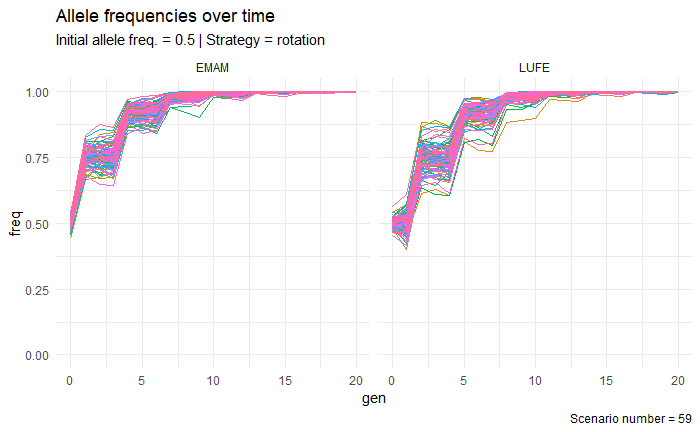 Allele frequencies over time
Initial allele freq. = 0.5 | Strategy = rotation
EMAM LUFE
1.00
0.75
0.50
0.25
0.00
freq
0 5 10 15 20 0 5 10 15 20
gen
Scenario number = 59